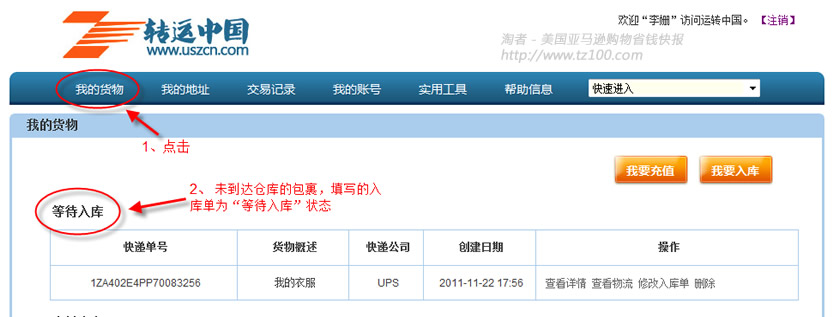 转运中国
www.uszcn.com
欢迎“李姗”访问运转中国。 【注销】
淘者 - 美国亚马逊购物省钱快报
http://www.tz100.com
我的货物 我的地址 交易记录 我的账号 实用工具 帮助信息 快速进入
我的货物
1、点击
我要充值 我要入库
2、未到达仓库的包裹，填写的入
库单为“等待入库”状态
等待入库
快递单号 货物概述 快递公司 创建日期 操作
1ZA402E4PP70083256 我的衣服 UPS 2011-11-22 17:56 查看详情 查看物流 修改入库单 删除